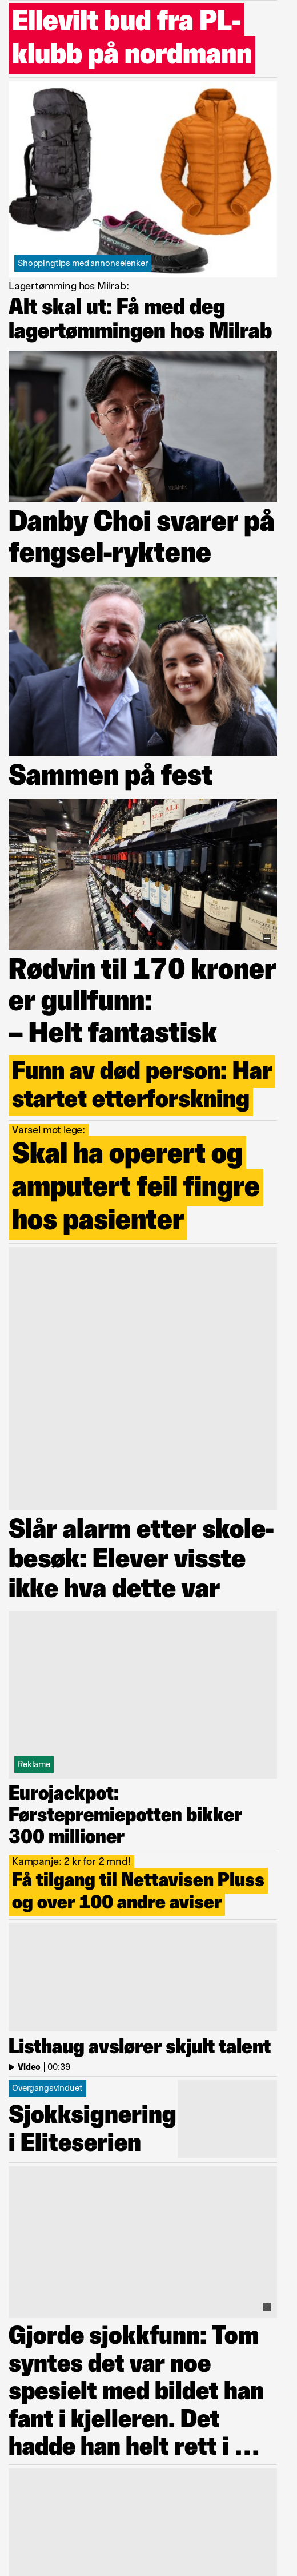 Ellevilt bud fra PL-
klubb på nordmann
Shoppingtips med annonselenker
Lagertømming hos Milrab:
Alt skal ut: Få med deg
lagertømmingen hos Milrab
Danby Choi svarer på
fengsel-ryktene
Sammen på fest
Rødvin til 170 kroner
er gullfunn:
– Helt fantastisk
Funn av død person: Har
startet etterforskning
Varsel mot lege:
Skal ha operert og
amputert feil fingre
hos pasienter
Slår alarm etter skole-
besøk: Elever visste
ikke hva dette var
Reklame
Eurojackpot:
Førstepremiepotten bikker
300 millioner
Kampanje: 2 kr for 2 mnd!
Få tilgang til Nettavisen Pluss
og over 100 andre aviser
Listhaug avslører skjult talent
Video | 00:39
Overgangsvinduet
Sjokksignering
i Eliteserien
Gjorde sjokkfunn: Tom
syntes det var noe
spesielt med bildet han
fant i kjelleren. Det
hadde han helt rett i …